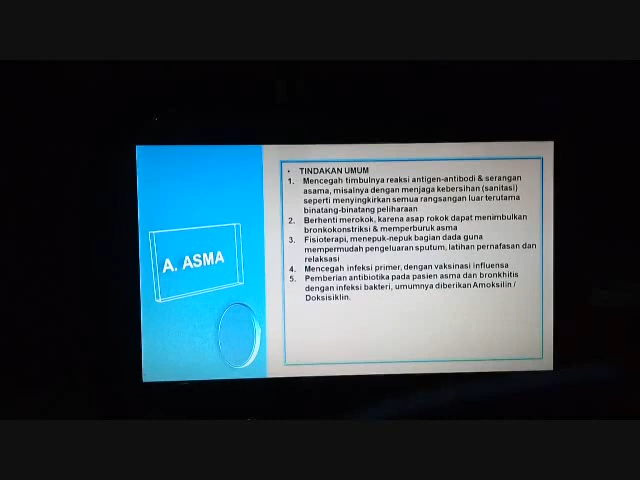 A. ASMA
• TINDAKAN UMUM
1. Mencegah timbulnya reaksi antigen-antibodi & serangan
asama, misalnya dengan menjaga kebersihan (sanitasi)
seperti menyingkirkan semua rangsangan luar terutama
binatang-binatang peliharaan
2. Berhenti merokok, karena asap rokok dapat menimbulkan
bronkokonstriksi & memperburuk asma
3. Fisioterapi, menepuk-nepuk bagian dada guna
mempermudah pengeluaran sputum, latihan pernafasan dan
relaksasi
4. Mencegah infeksi primer, dengan vaksinasi influensa
5. Pemberian antibiotika pada pasien asma dan bronkhitis
dengan infeksi bakteri, umumnya diberikan Amoksilin /
Doksisiklin.